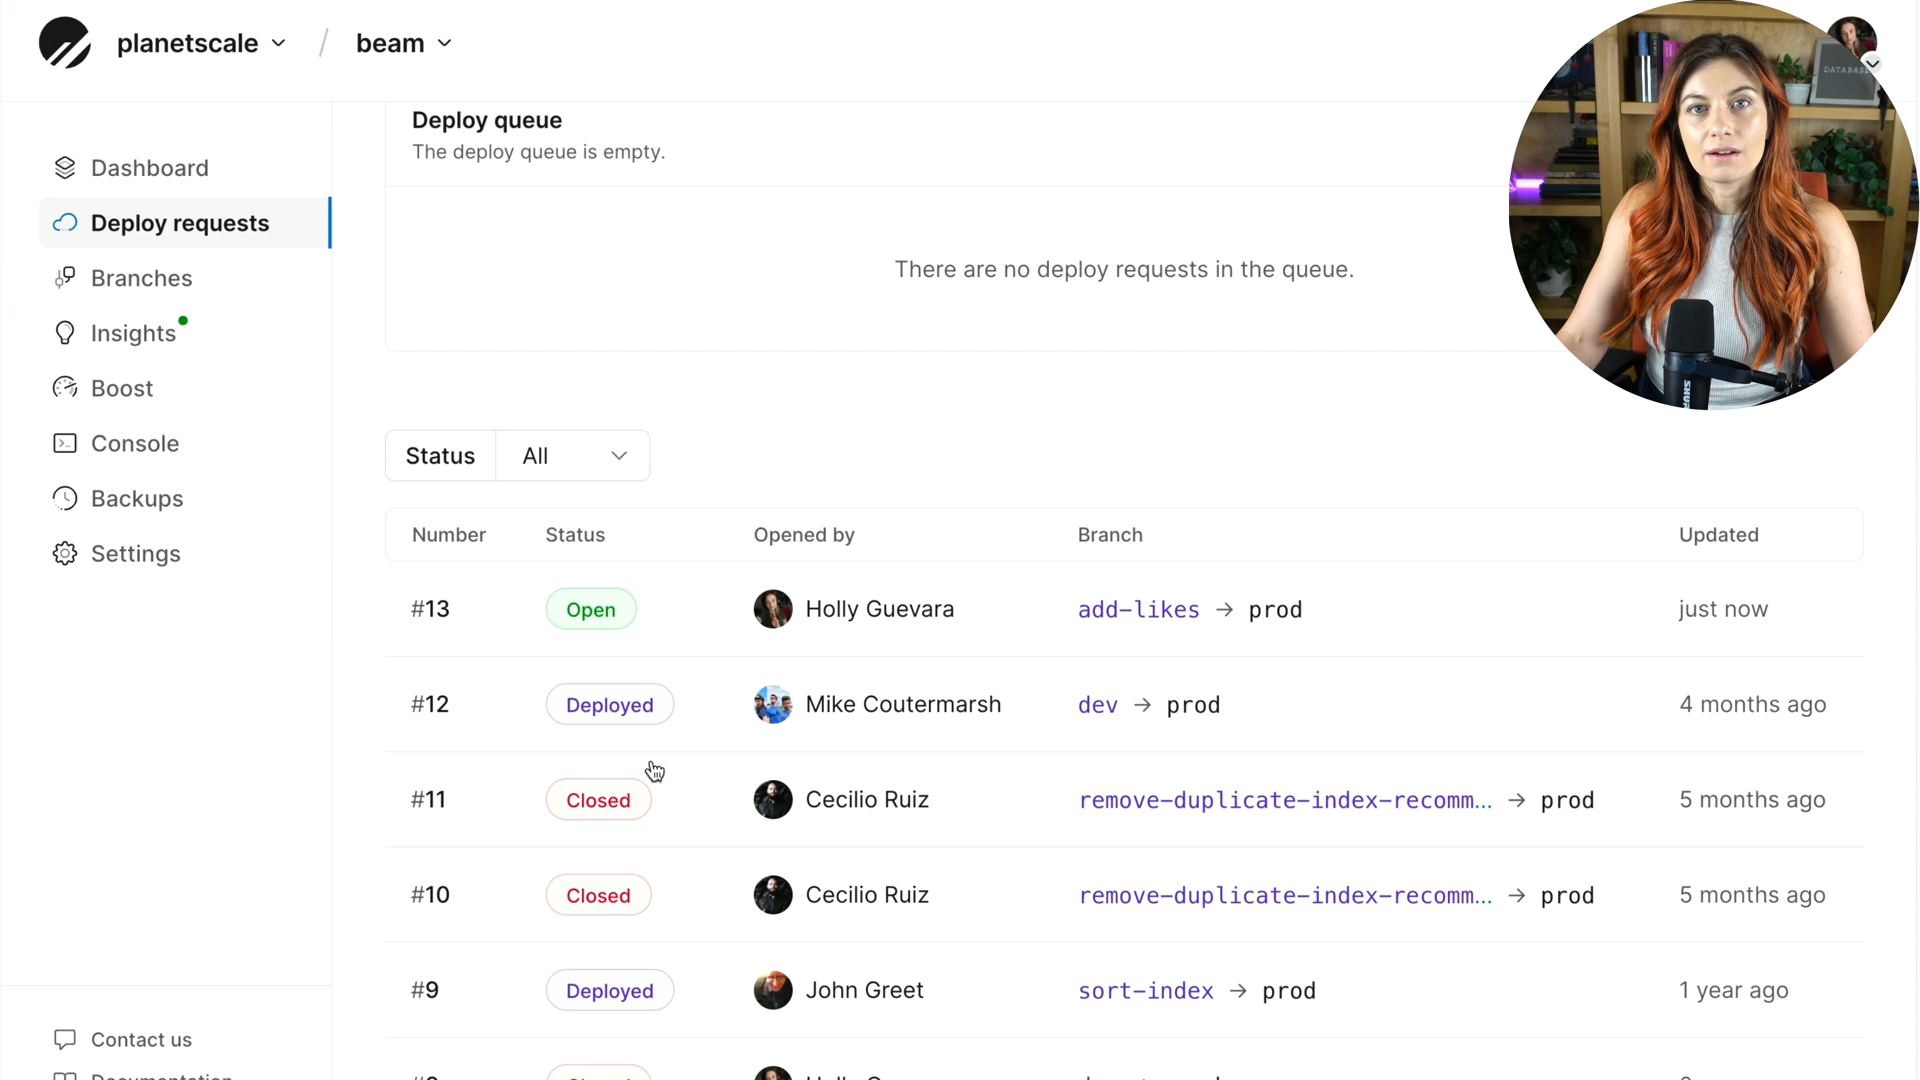 planetscale / beam
DATABASE
Deploy queue
The deploy queue is empty.
Dashboard
Deploy requests
Branches
Insights
Boost
Console
Backups
Settings
There are no deploy requests in the queue.
SHURE
Status All
Number Status Opened by Branch Updated
#13 Open Holly Guevara add-likes → prod just now
#12 Deployed Mike Coutermarsh dev → prod 4 months ago
#11 Closed Cecilio Ruiz remove-duplicate-index-recomm... → prod 5 months ago
#10 Closed Cecilio Ruiz remove-duplicate-index-recomm... → prod 5 months ago
#9 Deployed John Greet sort-index → prod 1 year ago
Contact us